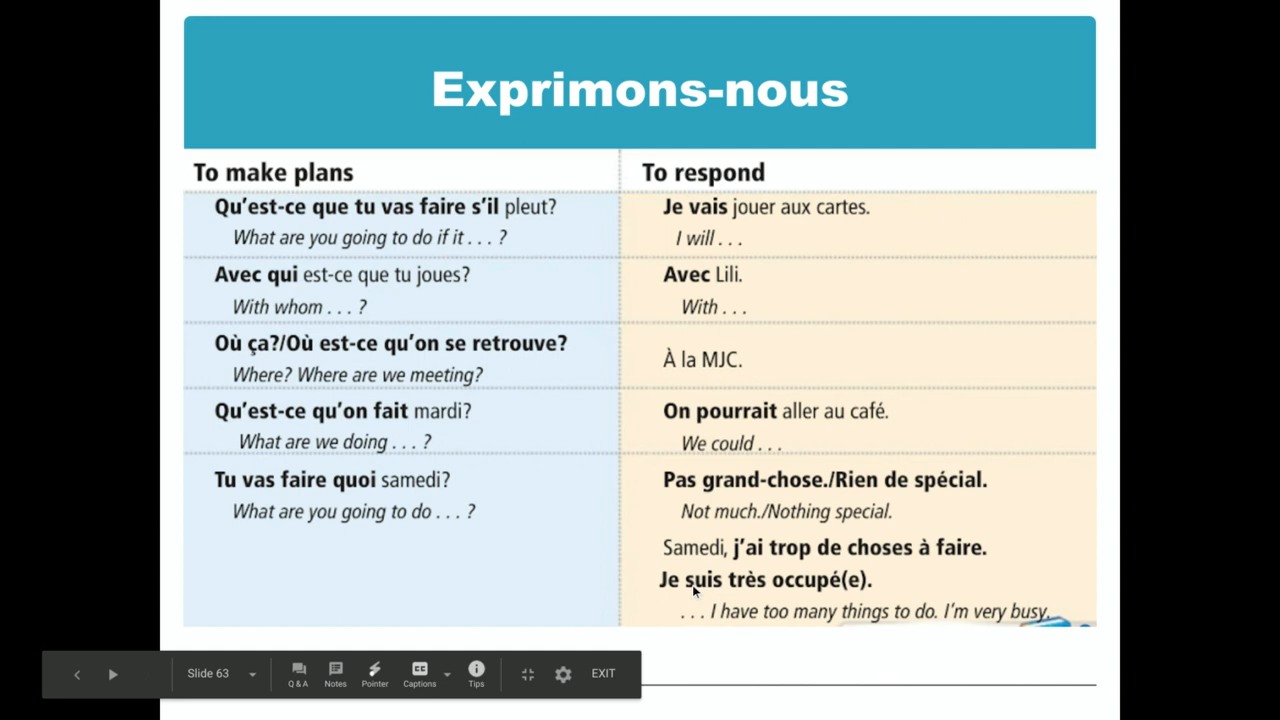 Exprimons-nous
To make plans
To respond
Qu'est-ce que tu vas faire s'il pleut?
Je vais jouer aux cartes.
What are you going to do if it . . . ?
I will . . .
Avec qui est-ce que tu joues?
Avec Lili.
With whom . . . ?
With . . .
Où ça?/Où est-ce qu'on se retrouve?
À la MJC.
Where? Where are we meeting?
Qu'est-ce qu'on fait mardi?
On pourrait aller au café.
What are we doing . . . ?
We could . . .
Tu vas faire quoi samedi?
Pas grand-chose./Rien de spécial.
What are you going to do . . . ?
Not much./Nothing special.
Samedi, j'ai trop de choses à faire.
Je suis très occupé(e).
. . . I have too many things to do. I'm very busy.
Slide 63
Q & A
Notes
Pointer
CC
Captions
Tips
EXIT